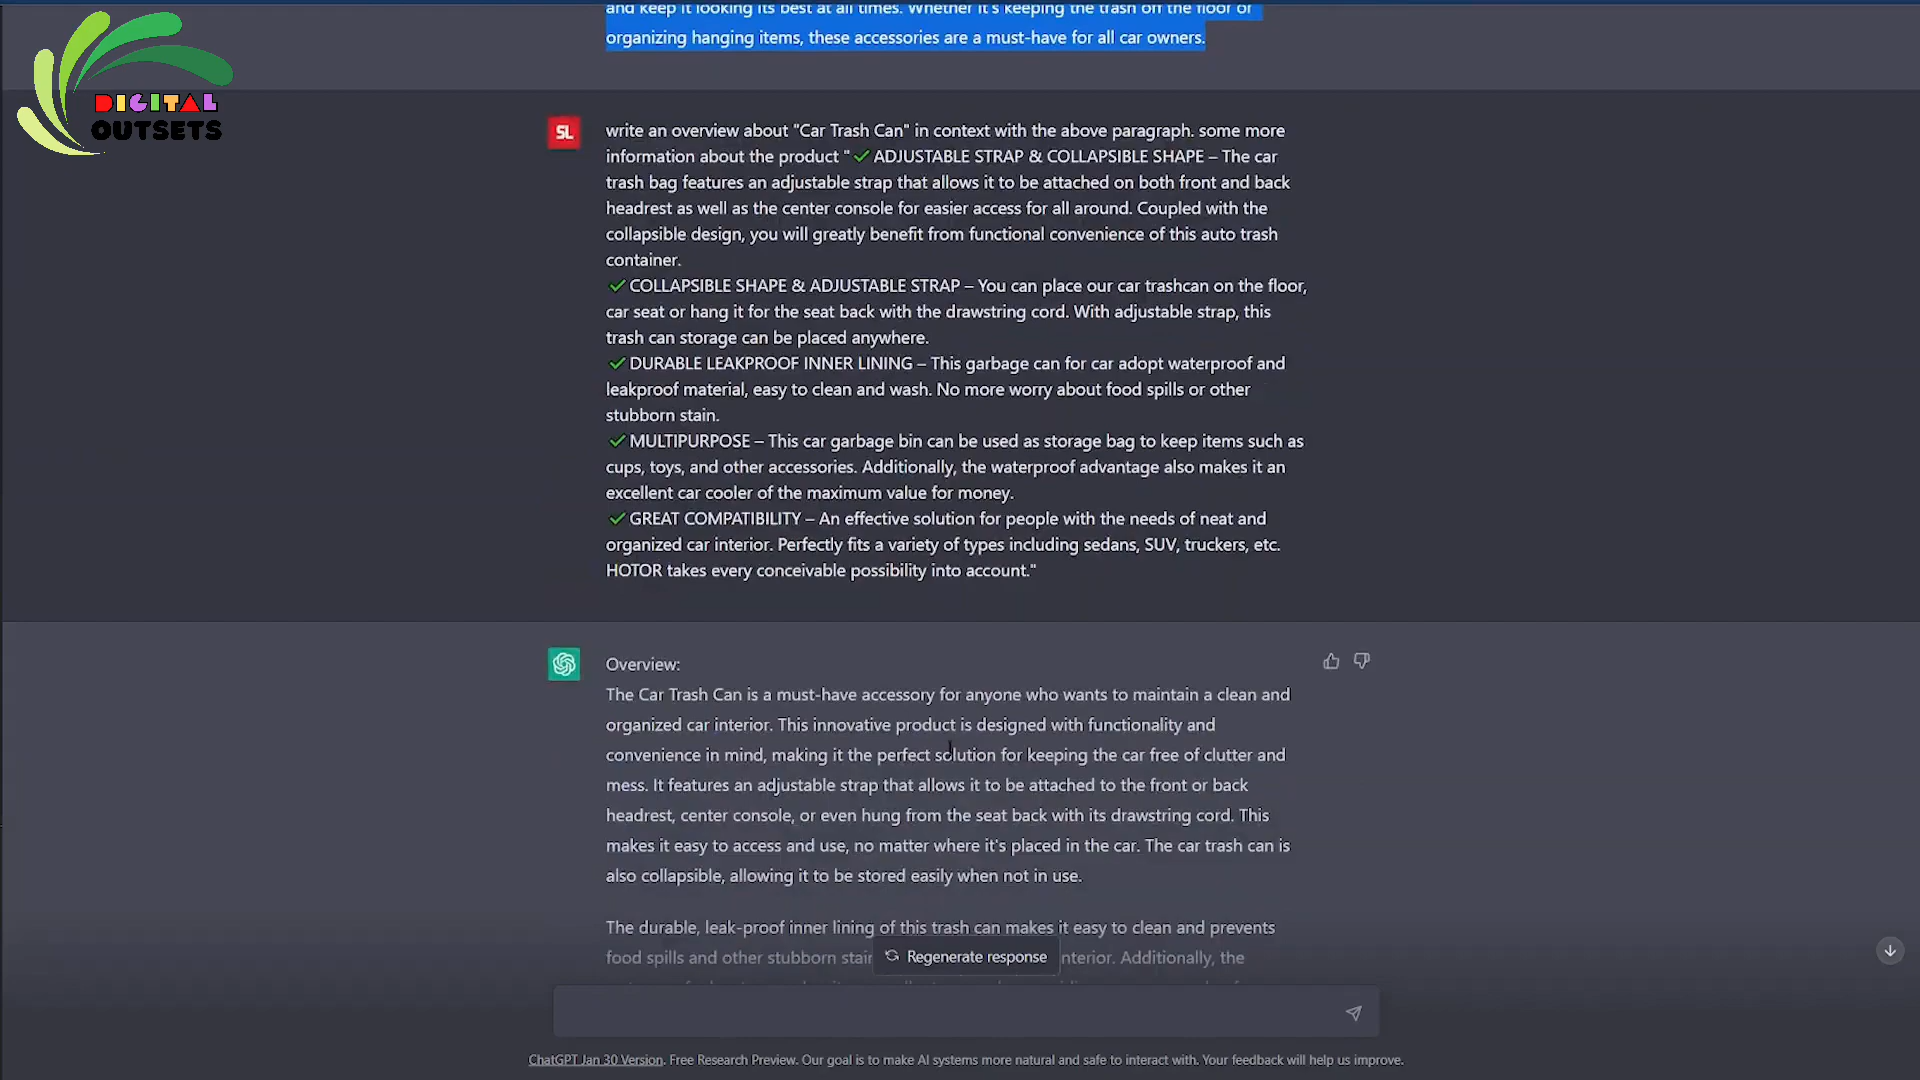 and keep it looking its best at all times. Whether it's keeping the trash off the floor or
organizing hanging items, these accessories are a must-have for all car owners.
DIGITAL
OUTSETS
SL
write an overview about "Car Trash Can" in context with the above paragraph. some more
information about the product "✔ADJUSTABLE STRAP & COLLAPSIBLE SHAPE – The car
trash bag features an adjustable strap that allows it to be attached on both front and back
headrest as well as the center console for easier access for all around. Coupled with the
collapsible design, you will greatly benefit from functional convenience of this auto trash
container.
✔COLLAPSIBLE SHAPE & ADJUSTABLE STRAP – You can place our car trashcan on the floor,
car seat or hang it for the seat back with the drawstring cord. With adjustable strap, this
trash can storage can be placed anywhere.
✔DURABLE LEAKPROOF INNER LINING – This garbage can for car adopt waterproof and
leakproof material, easy to clean and wash. No more worry about food spills or other
stubborn stain.
✔MULTIPURPOSE – This car garbage bin can be used as storage bag to keep items such as
cups, toys, and other accessories. Additionally, the waterproof advantage also makes it an
excellent car cooler of the maximum value for money.
✔GREAT COMPATIBILITY – An effective solution for people with the needs of neat and
organized car interior. Perfectly fits a variety of types including sedans, SUV, truckers, etc.
HOTOR takes every conceivable possibility into account."
Overview:
The Car Trash Can is a must-have accessory for anyone who wants to maintain a clean and
organized car interior. This innovative product is designed with functionality and
convenience in mind, making it the perfect solution for keeping the car free of clutter and
mess. It features an adjustable strap that allows it to be attached to the front or back
headrest, center console, or even hung from the seat back with its drawstring cord. This
makes it easy to access and use, no matter where it's placed in the car. The car trash can is
also collapsible, allowing it to be stored easily when not in use.
The durable, leak-proof inner lining of this trash can makes it easy to clean and prevents
food spills and other stubborn interior. Additionally, the
Regenerate response
ChatGPT Jan 30 Version. Free Research Preview. Our goal is to make AI systems more natural and safe to interact with. Your feedback will help us improve.